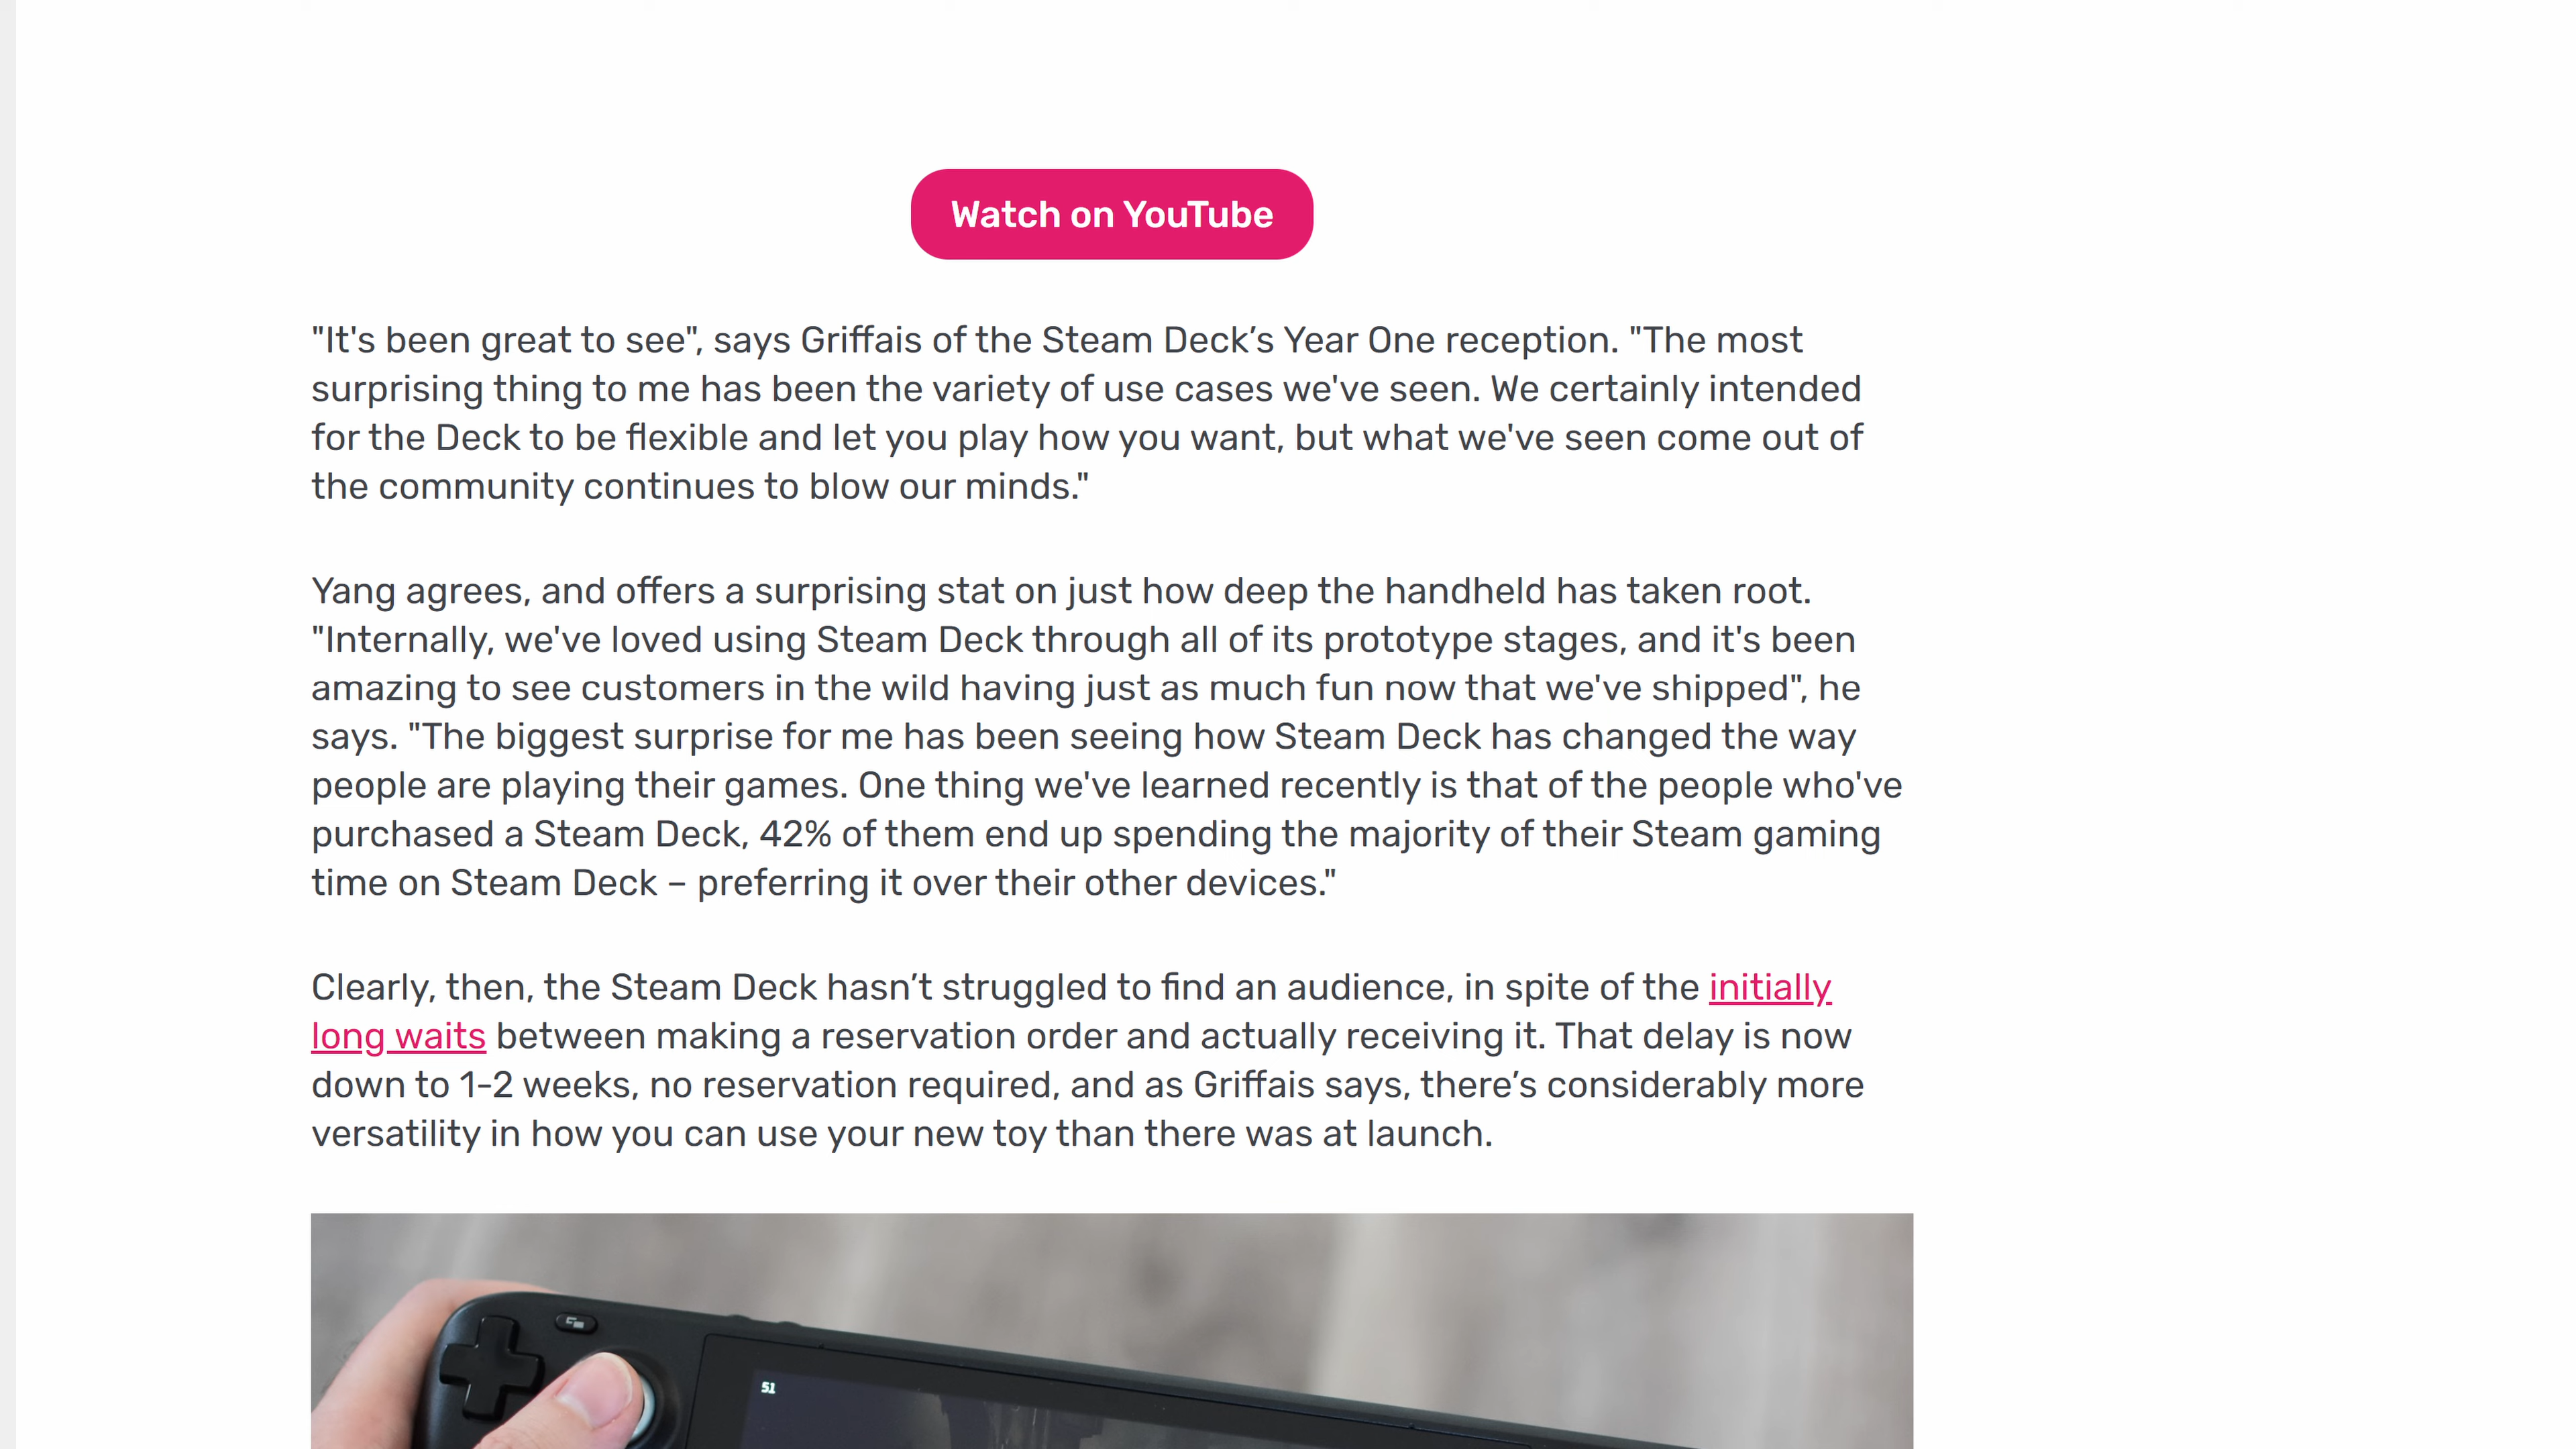 Watch on YouTube
"It's been great to see", says Griffais of the Steam Deck’s Year One reception. "The most
surprising thing to me has been the variety of use cases we've seen. We certainly intended
for the Deck to be flexible and let you play how you want, but what we've seen come out of
the community continues to blow our minds."
Yang agrees, and offers a surprising stat on just how deep the handheld has taken root.
"Internally, we've loved using Steam Deck through all of its prototype stages, and it's been
amazing to see customers in the wild having just as much fun now that we've shipped", he
says. "The biggest surprise for me has been seeing how Steam Deck has changed the way
people are playing their games. One thing we've learned recently is that of the people who've
purchased a Steam Deck, 42% of them end up spending the majority of their Steam gaming
time on Steam Deck – preferring it over their other devices."
Clearly, then, the Steam Deck hasn’t struggled to find an audience, in spite of the initially
long waits between making a reservation order and actually receiving it. That delay is now
down to 1-2 weeks, no reservation required, and as Griffais says, there’s considerably more
versatility in how you can use your new toy than there was at launch.
51